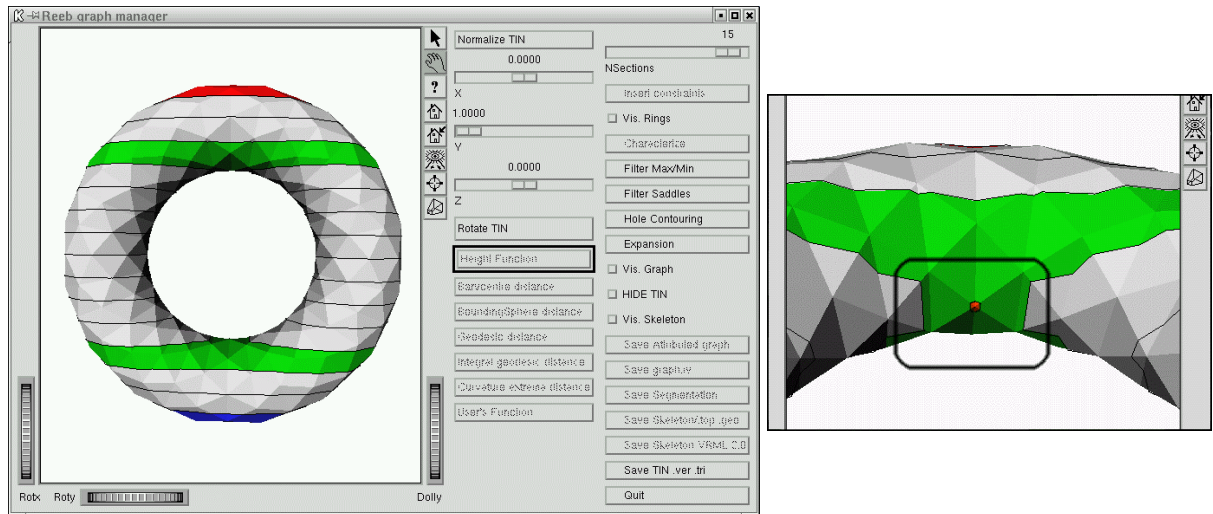 Reeb graph manager
Normalize TIN
0.0000
X
1.0000
Y
0.0000
Z
Rotate TIN
Height Function
Barycentre distance
BoundingSphere distance
Geodesic distance
Integral geodesic distance
Curvature extreme distance
User's Function
15
NSections
Insert constraints
Vis. Rings
Characterize
Filter Max/Min
Filter Saddles
Hole Contouring
Expansion
Vis. Graph
HIDE TIN
Vis. Skeleton
Save Attributed graph
Save graph.iv
Save Segmentation
Save Skeleton/.top .geo
Save Skeleton VRML 2.0
Save TIN .ver .tri
Quit
Rotx Roty Dolly